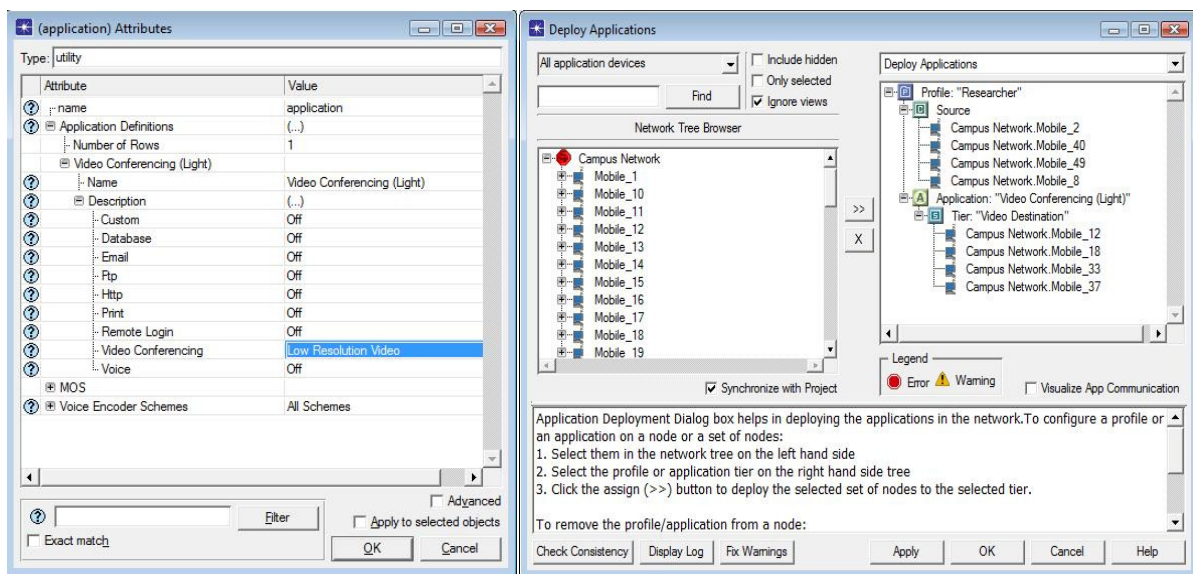 (application) Attributes
Type: utility
Attribute Value
name application
Application Definitions (...)
Number of Rows 1
Video Conferencing (Light)
Name Video Conferencing (Light)
Description (...)
Custom Off
Database Off
Email Off
Ftp Off
Http Off
Print Off
Remote Login Off
Video Conferencing Low Resolution Video
Voice Off
MOS
Voice Encoder Schemes All Schemes
Advanced
Filter
Apply to selected objects
Exact match
OK Cancel
Deploy Applications
All application devices
Include hidden
Only selected
Find
Ignore views
Network Tree Browser
Campus Network
Mobile_1
Mobile_10
Mobile_11
Mobile_12
Mobile_13
Mobile_14
Mobile_15
Mobile_16
Mobile_17
Mobile_18
Mobile 19
Synchronize with Project
>>
X
Deploy Applications
Profile: "Researcher"
Source
Campus Network.Mobile_2
Campus Network.Mobile_40
Campus Network.Mobile_49
Campus Network.Mobile_8
Application: "Video Conferencing (Light)"
Tier: "Video Destination"
Campus Network.Mobile_12
Campus Network.Mobile_18
Campus Network.Mobile_33
Campus Network.Mobile_37
Legend
Error Warning
Visualize App Communication
Application Deployment Dialog box helps in deploying the applications in the network.To configure a profile or
an application on a node or a set of nodes:
1. Select them in the network tree on the left hand side
2. Select the profile or application tier on the right hand side tree
3. Click the assign (>>) button to deploy the selected set of nodes to the selected tier.
To remove the profile/application from a node:
Check Consistency Display Log Fix Warnings Apply OK Cancel Help